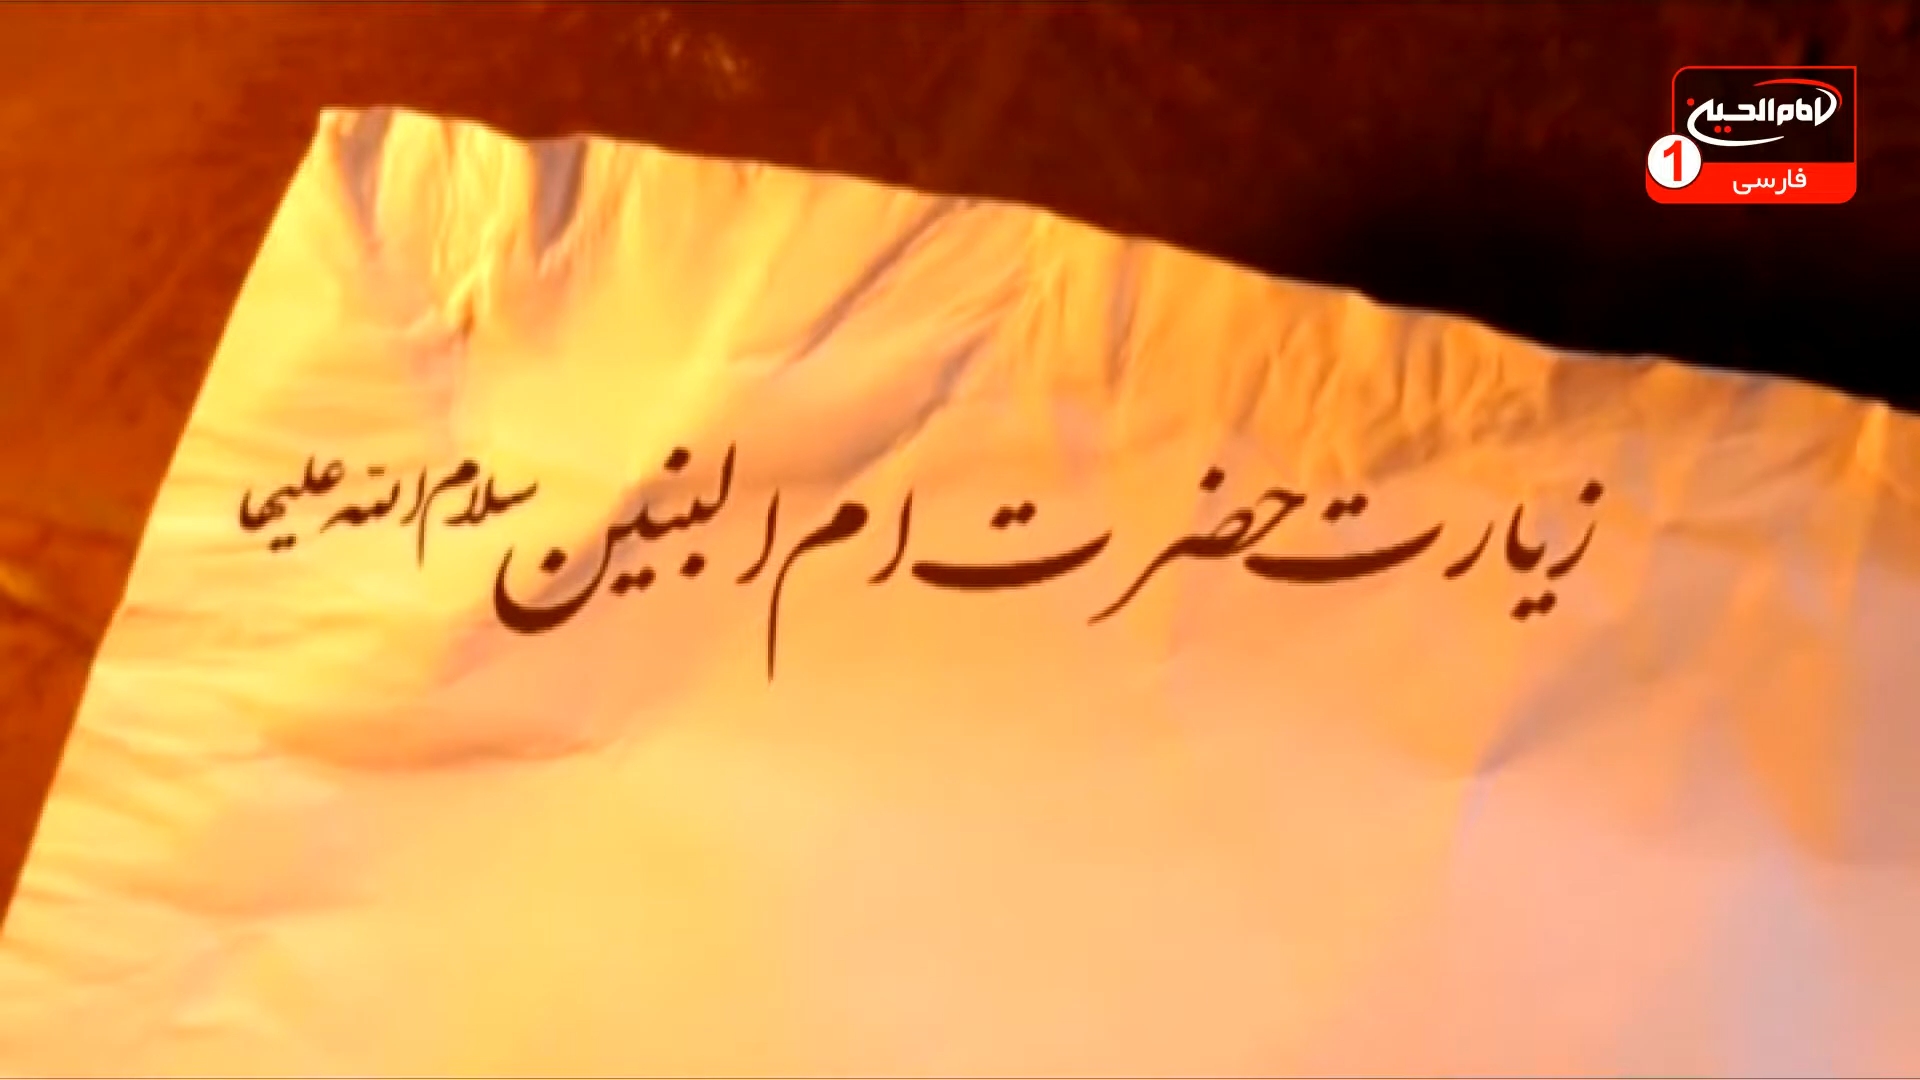 امام الحسین
1
فارسی
زیارت حضرت ام البنین سلام الله علیها